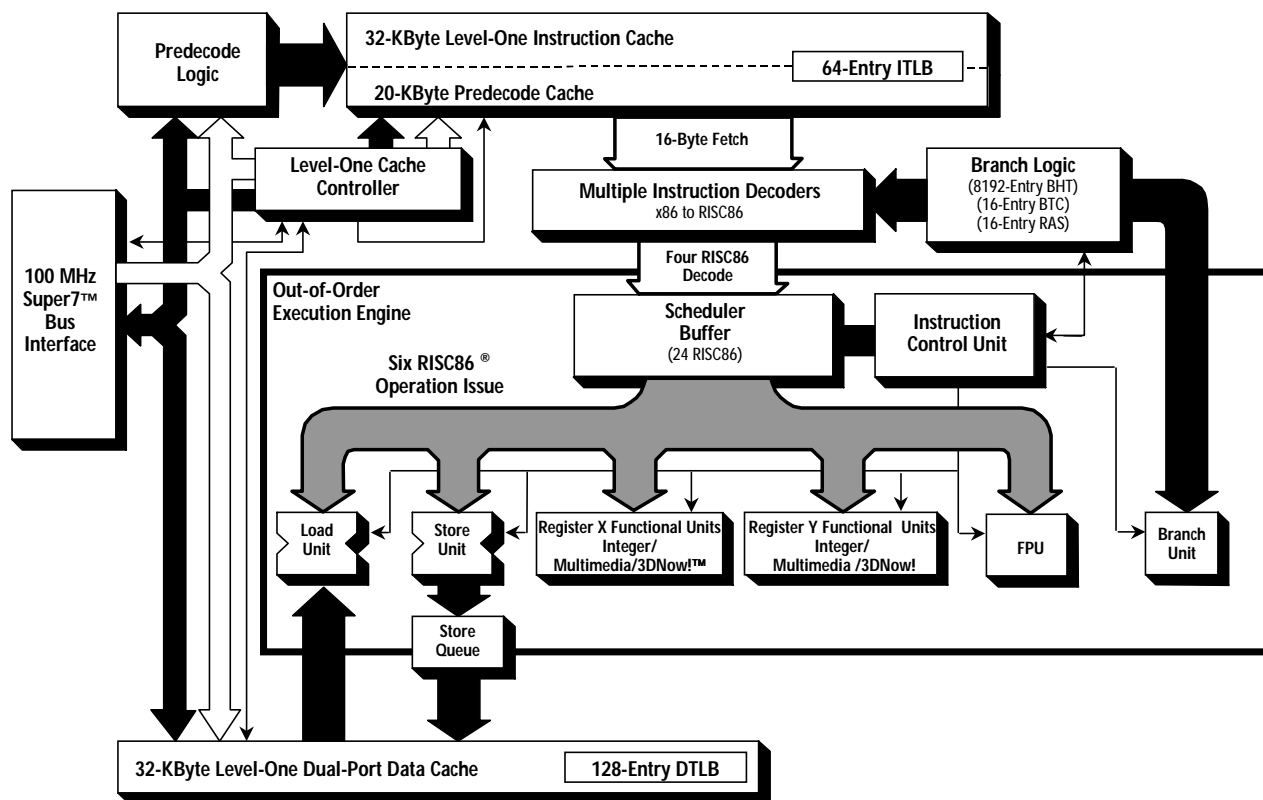 Predecode
Logic
32-KByte Level-One Instruction Cache
64-Entry ITLB
20-KByte Predecode Cache
Level-One Cache
Controller
16-Byte Fetch
Multiple Instruction Decoders
x86 to RISC86
Branch Logic
(8192-Entry BHT)
(16-Entry BTC)
(16-Entry RAS)
100 MHz
Super7™
Bus
Interface
Four RISC86
Decode
Out-of-Order
Execution Engine
Scheduler
Buffer
(24 RISC86)
Instruction
Control Unit
Six RISC86 ®
Operation Issue
Load
Unit
Store
Unit
Register X Functional Units
Integer/
Multimedia/3DNow!™
Register Y Functional Units
Integer/
Multimedia /3DNow!
FPU
Branch
Unit
Store
Queue
32-KByte Level-One Dual-Port Data Cache
128-Entry DTLB